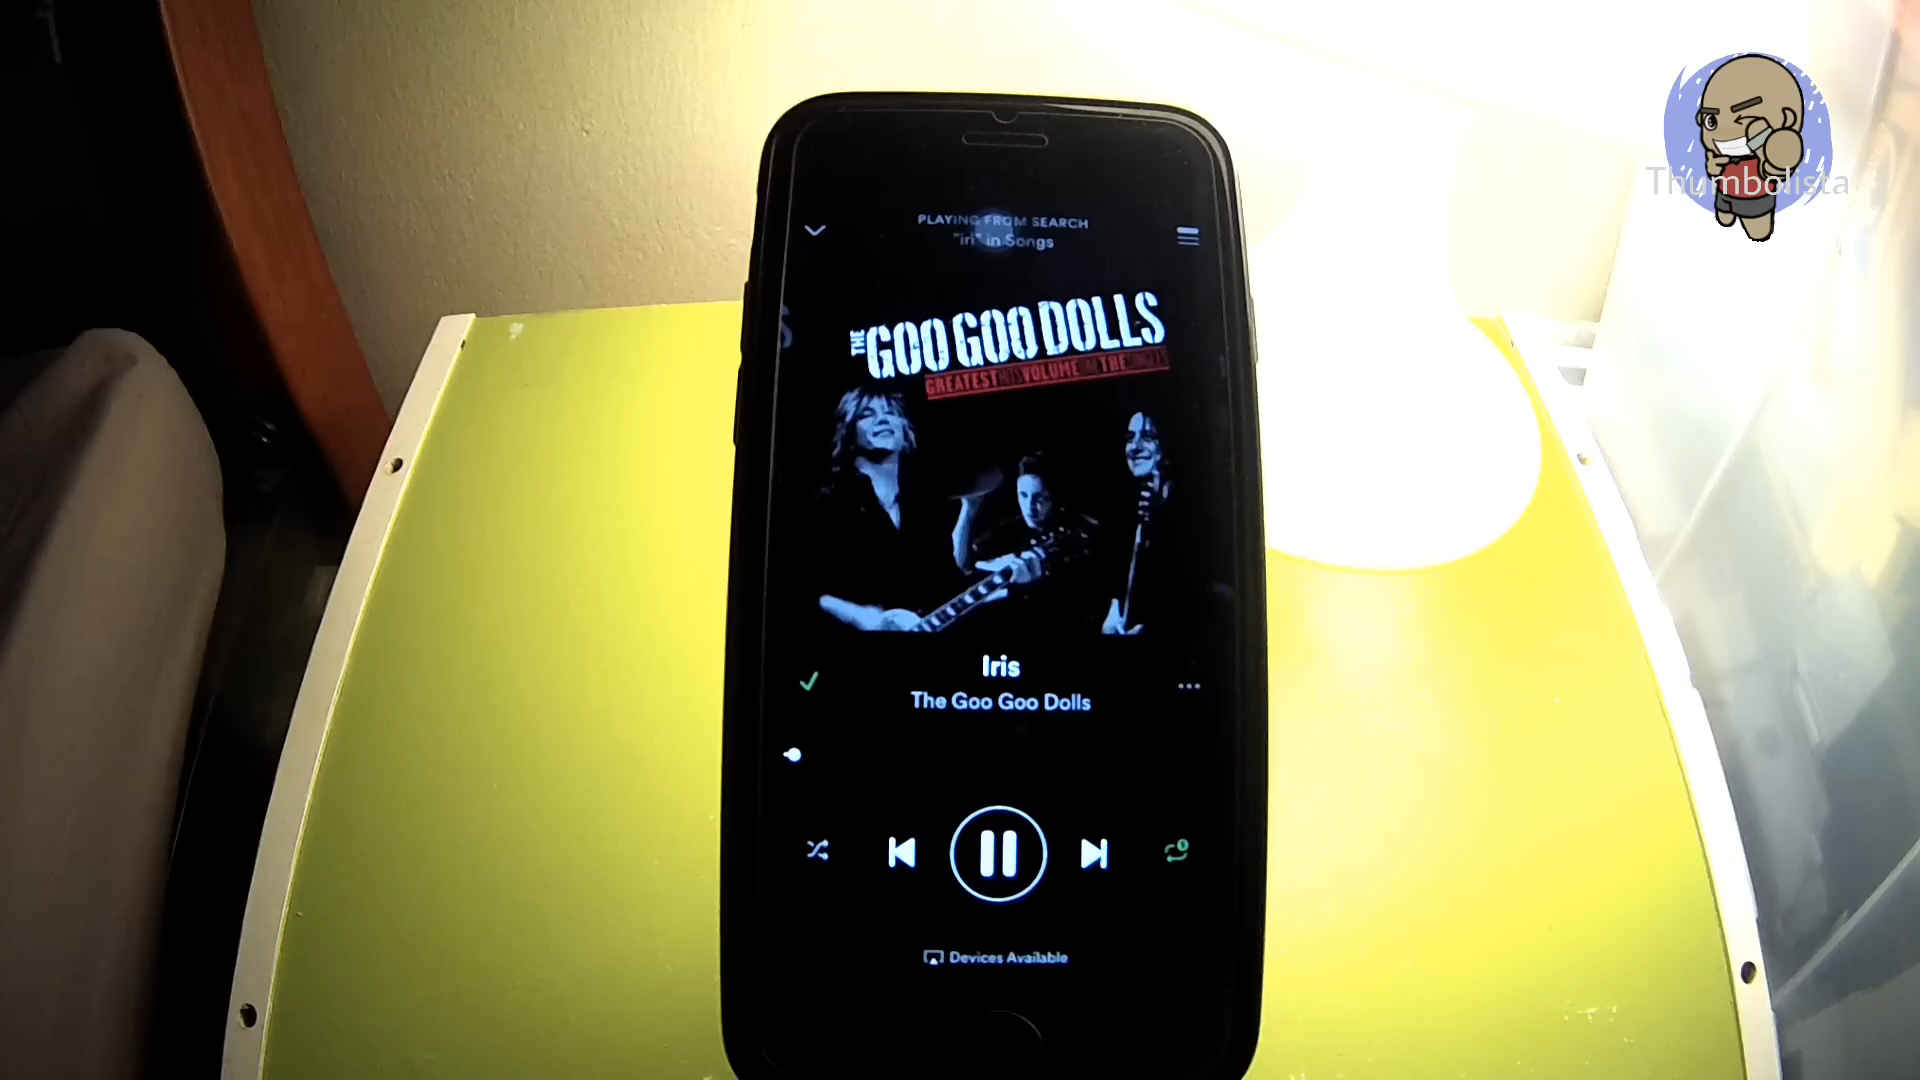 Thumbolista
PLAYING FROM SEARCH
"iri" in Songs
THE GOO GOO DOLLS
GREATEST VOLUME THE
Iris
The Goo Goo Dolls
Devices Available